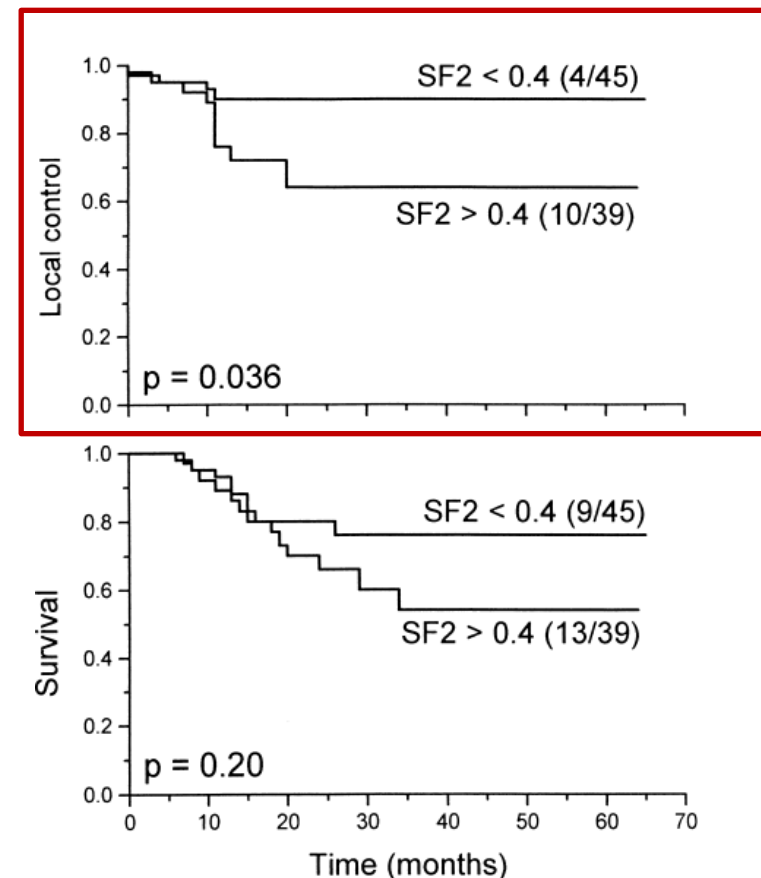 1.0
SF2 < 0.4 (4/45)
0.8
0.6
SF2 > 0.4 (10/39)
Local control
0.4
0.2
p = 0.036
0.0
1.0
SF2 < 0.4 (9/45)
0.8
0.6
SF2 > 0.4 (13/39)
Survival
0.4
0.2
p = 0.20
0.0
0 10 20 30 40 50 60 70
Time (months)